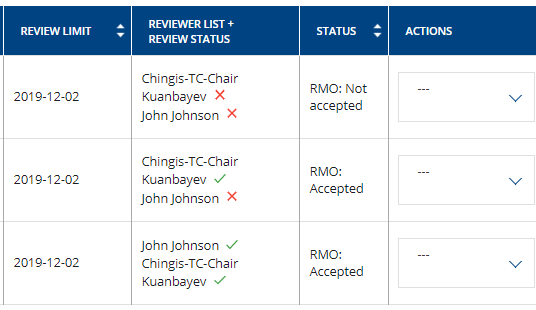 REVIEW LIMIT
REVIEWER LIST +
REVIEW STATUS
STATUS
ACTIONS
2019-12-02
Chingis-TC-Chair
Kuanbayev
John Johnson
RMO: Not
accepted
---
2019-12-02
Chingis-TC-Chair
Kuanbayev
John Johnson
RMO:
Accepted
---
2019-12-02
John Johnson
Chingis-TC-Chair
Kuanbayev
RMO:
Accepted
---